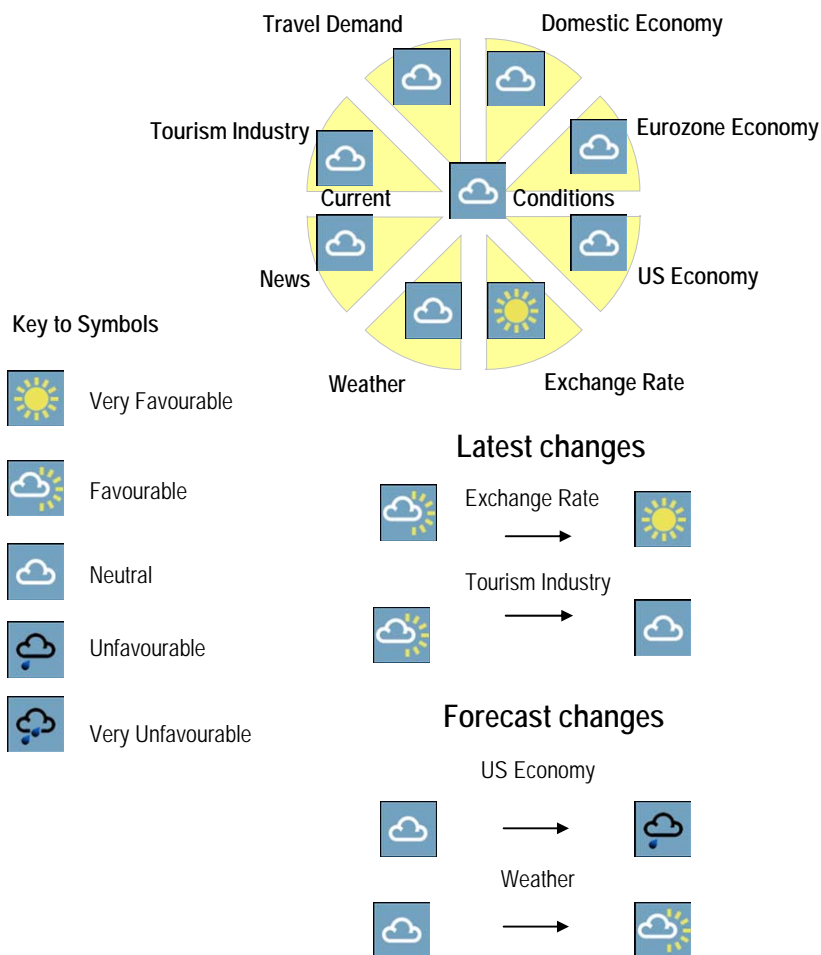 Travel Demand
Domestic Economy
Tourism Industry
Eurozone Economy
Current
Conditions
News
US Economy
Weather
Exchange Rate
Key to Symbols
Very Favourable
Favourable
Neutral
Unfavourable
Very Unfavourable
Latest changes
Exchange Rate
Tourism Industry
Forecast changes
US Economy
Weather